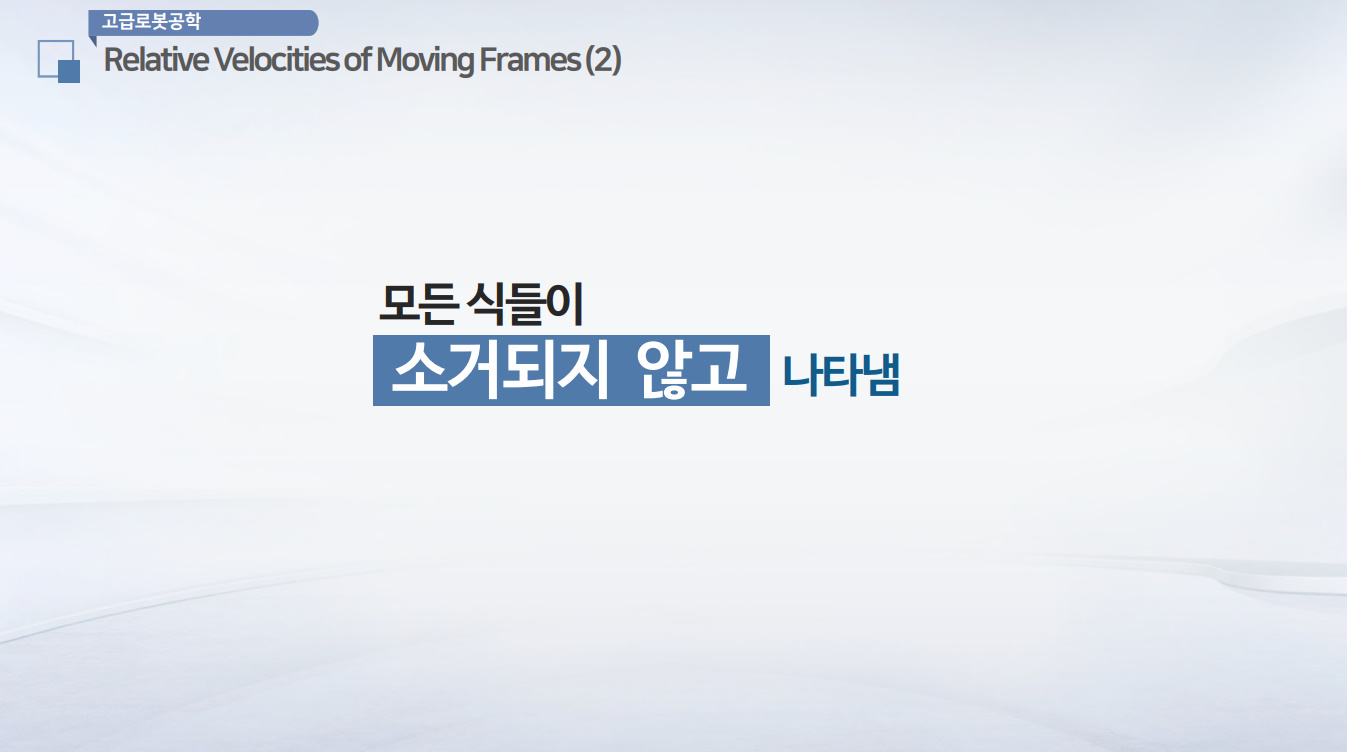 고급로봇공학
Relative Velocities of Moving Frames (2)
모든 식들이
소거되지 않고 나타냄